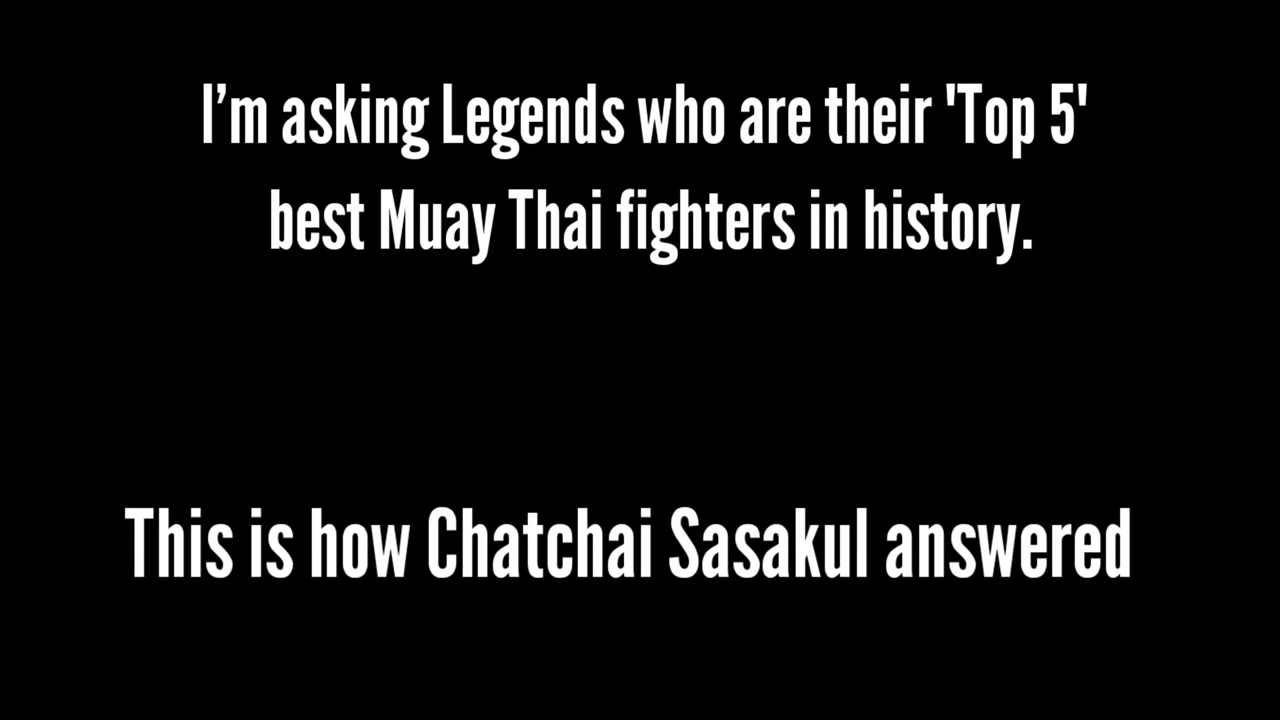 I’m asking Legends who are their 'Top 5'
best Muay Thai fighters in history.
This is how Chatchai Sasakul answered